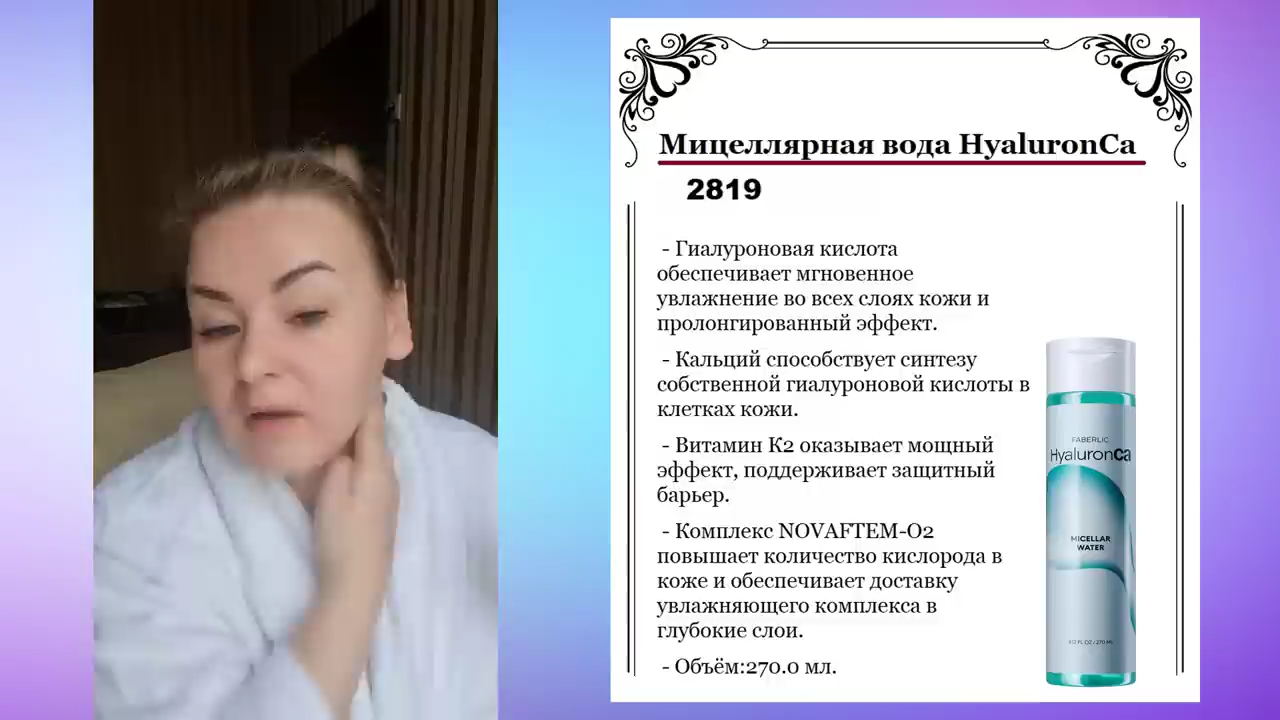 Мицеллярная вода HyaluronCa
2819
- Гиалуроновая кислота
обеспечивает мгновенное
увлажнение во всех слоях кожи и
пролонгированный эффект.
- Кальций способствует синтезу
собственной гиалуроновой кислоты в
клетках кожи.
- Витамин К2 оказывает мощный
эффект, поддерживает защитный
барьер.
- Комплекс NOVAFTEM-O2
повышает количество кислорода в
коже и обеспечивает доставку
увлажняющего комплекса в
глубокие слои.
- Объём:270.0 мл.
FABERLIC
HyaluronCa
MICELLAR
WATER